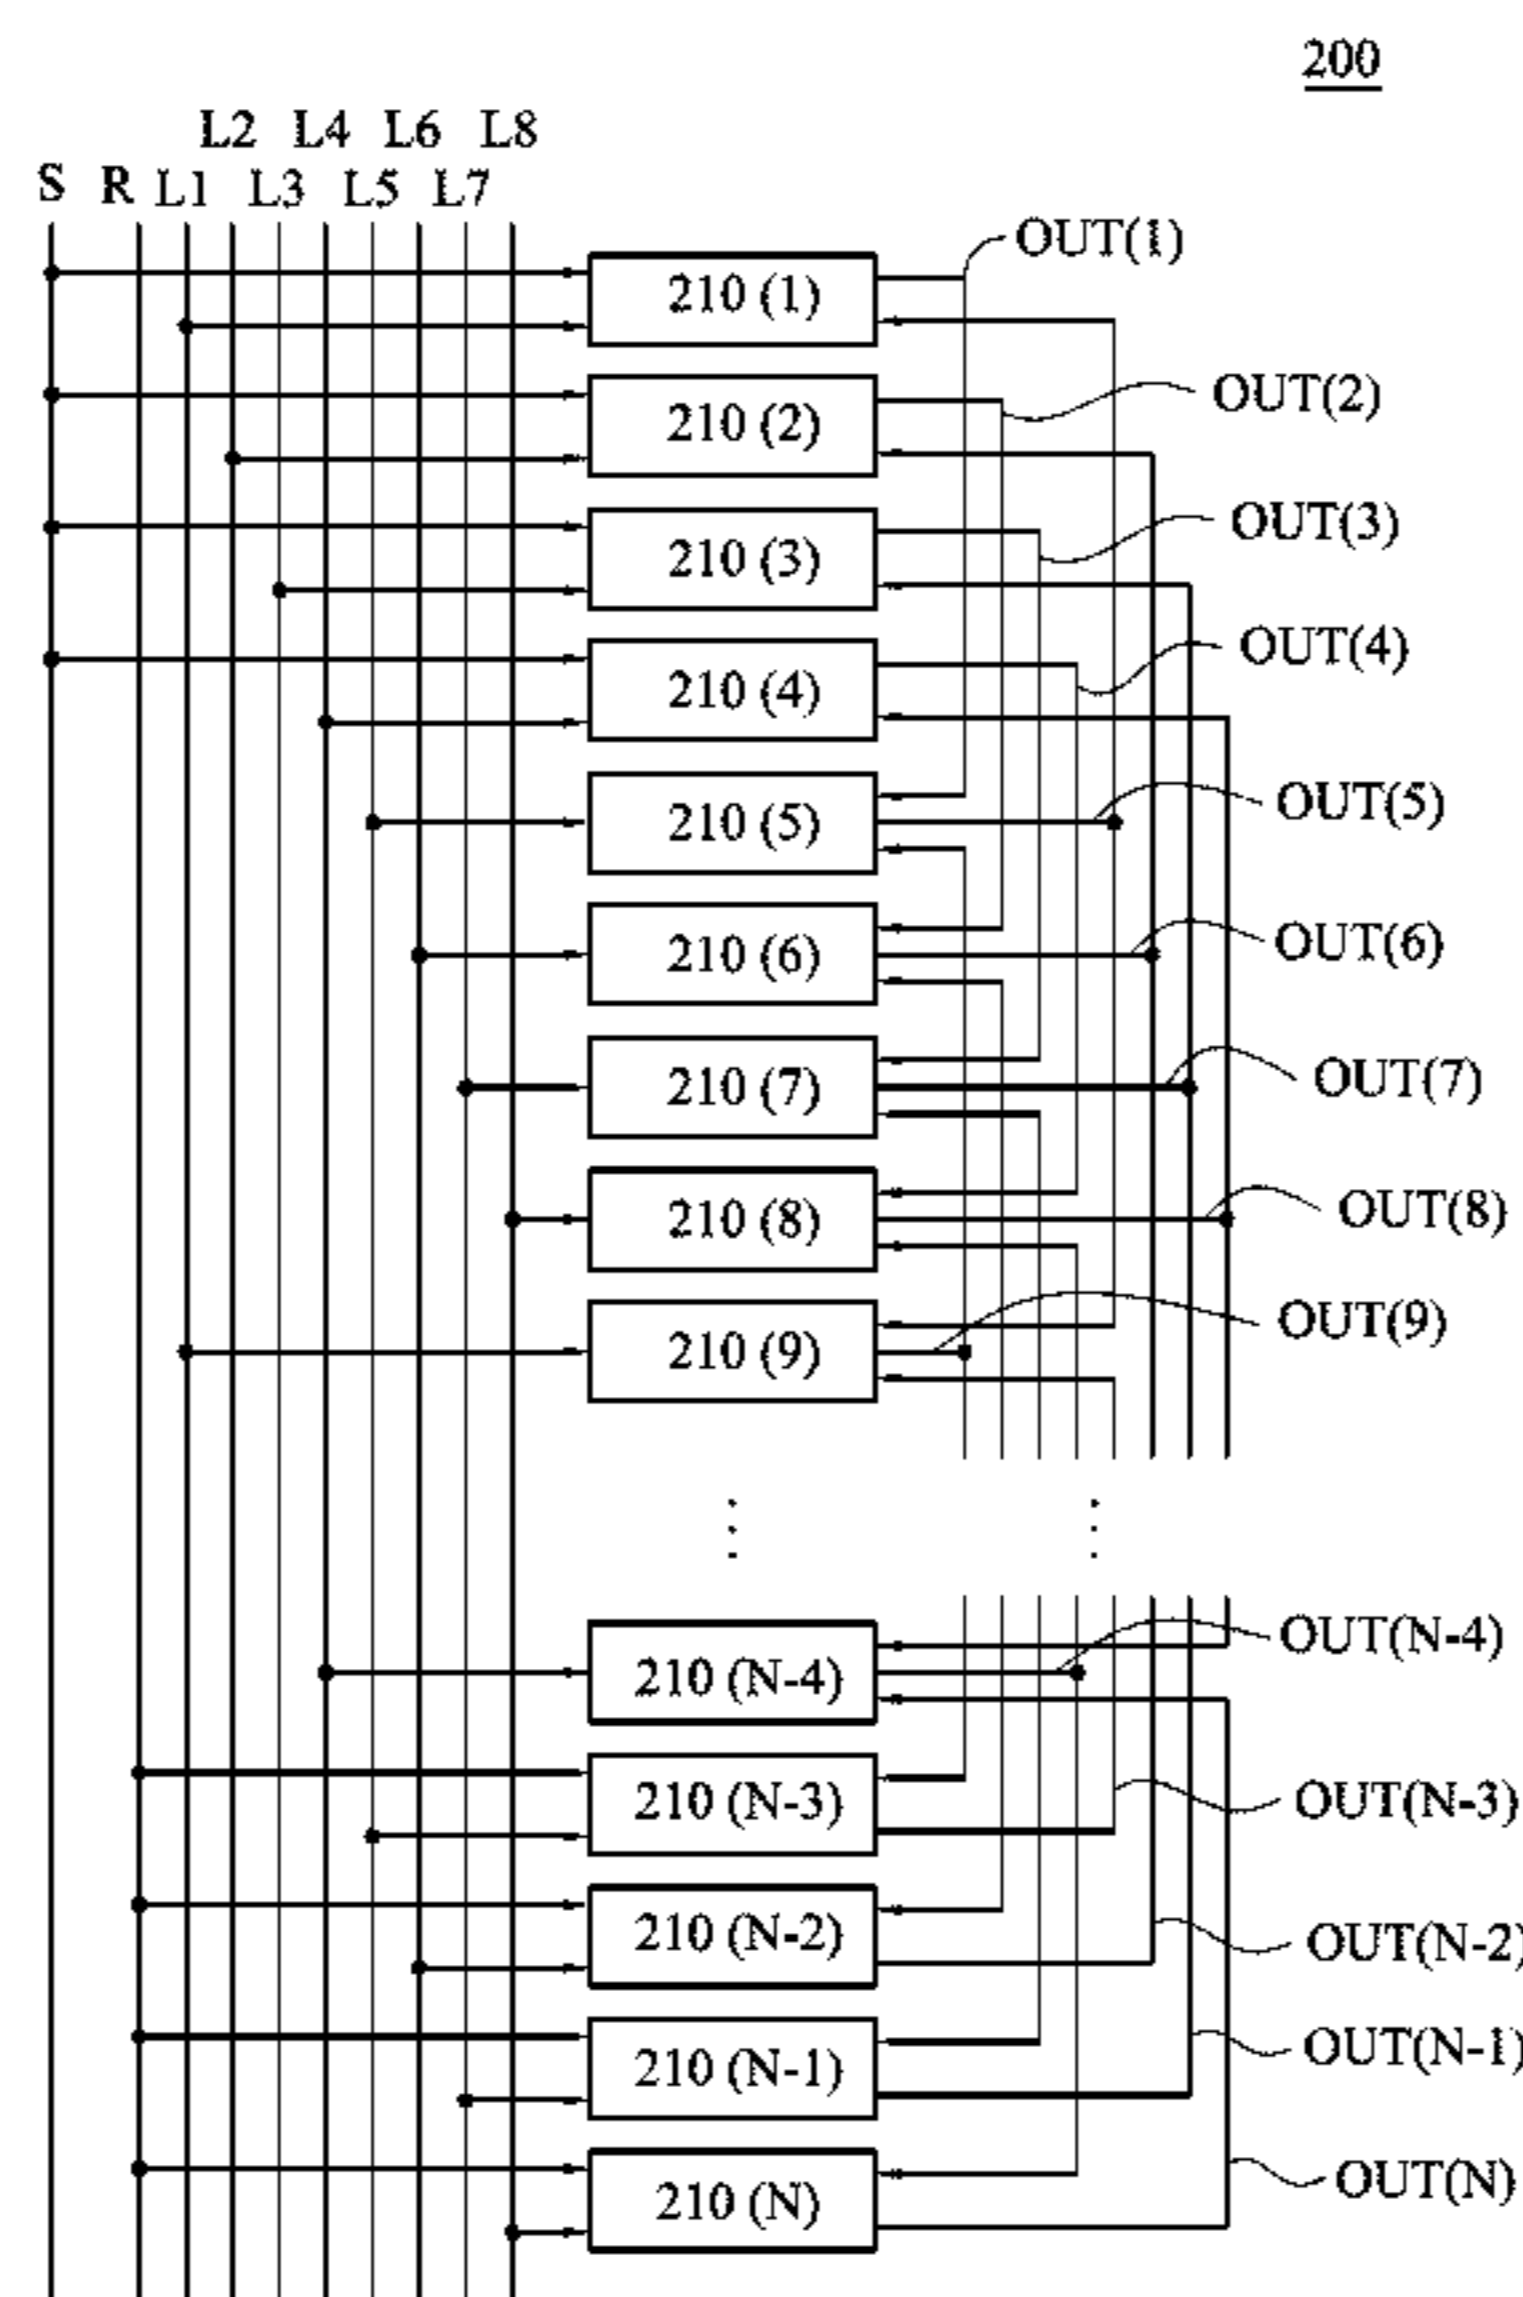 200
L2 L4 L6 L8
S R L1 L3 L5 L7
OUT(1)
210 (1)
OUT(2)
210 (2)
OUT(3)
210 (3)
OUT(4)
210 (4)
OUT(5)
210 (5)
OUT(6)
210 (6)
OUT(7)
210 (7)
OUT(8)
210 (8)
OUT(9)
210 (9)
OUT(N-4)
210 (N-4)
OUT(N-3)
210 (N-3)
OUT(N-2)
210 (N-2)
OUT(N-1)
210 (N-1)
OUT(N)
210 (N)